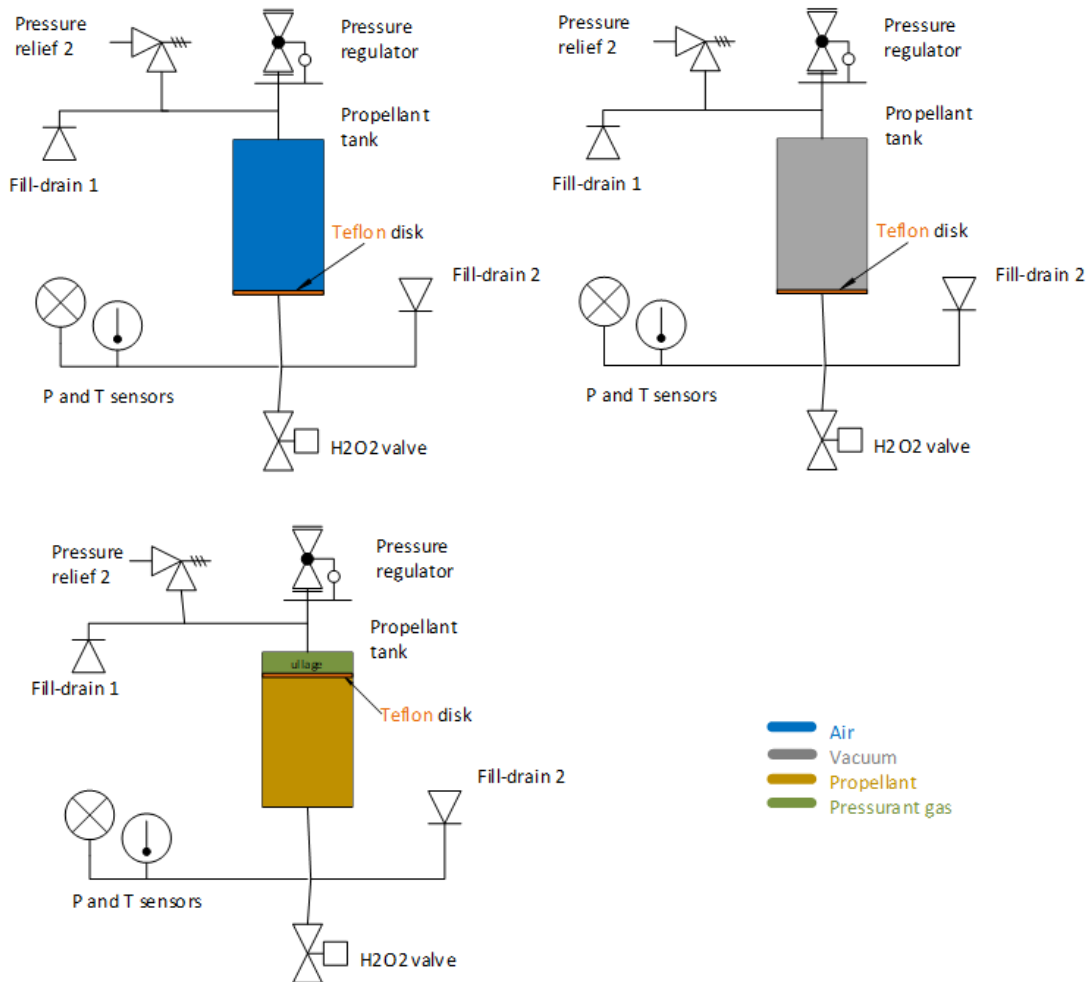 Pressure
relief 2
Pressure
regulator
Propellant
tank
Fill-drain 1
Teflon disk
Fill-drain 2
P and T sensors
H2O2 valve
Pressure
relief 2
Pressure
regulator
Propellant
tank
Fill-drain 1
Teflon disk
Fill-drain 2
P and T sensors
H2O2 valve
Pressure
relief 2
Pressure
regulator
Propellant
tank
ullage
Fill-drain 1
Teflon disk
Fill-drain 2
P and T sensors
H2O2 valve
Air
Vacuum
Propellant
Pressurant gas